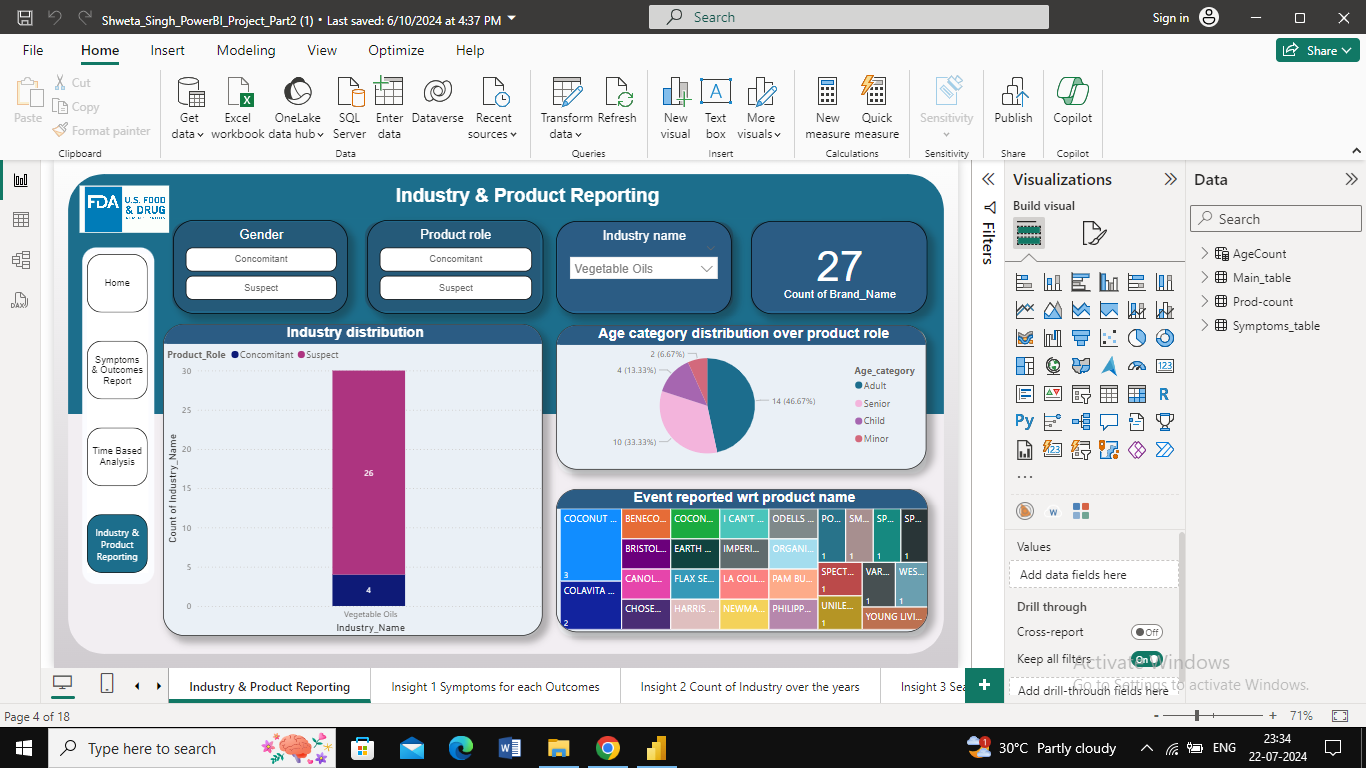 Shweta_Singh_PowerBI_Project_Part2 (1) • Last saved: 6/10/2024 at 4:37 PM
Search
Sign in
File Home Insert Modeling View Optimize Help
Share
Paste
Cut
Copy
Format painter
Clipboard
Get data
Excel workbook
OneLake data hub
SQL Server
Enter data
Dataverse
Recent sources
Data
Transform data
Refresh
Queries
New visual
Text box
More visuals
Insert
New measure
Quick measure
Calculations
Sensitivity
Sensitivity
Publish
Share
Copilot
Copilot
FDA
U.S. FOOD
& DRUG
Industry & Product Reporting
Home
Symptoms
& Outcomes
Report
Time Based
Analysis
Industry &
Product
Reporting
Gender
Concomitant
Suspect
Product role
Concomitant
Suspect
Industry name
Vegetable Oils
27
Count of Brand_Name
Industry distribution
Product_Role Concomitant Suspect
30
25
20
15
10
5
0
26
4
Count of Industry_Name
Vegetable Oils
Industry_Name
Age category distribution over product role
2 (6.67%)
4 (13.33%)
14 (46.67%)
10 (33.33%)
Age_category
Adult
Senior
Child
Minor
Event reported wrt product name
COCONUT ... BENECO... COCON... I CAN'T ... ODELLS ... PO... SM... SP... SP...
BRISTOL... EARTH ... IMPERI... ORGANI...
1 1 1 1
3
CANOL... FLAX SE... LA COLL... PAM BU... SPECT... VAR... WES...
COLAVITA ...
1
1 1
CHOSE... HARRIS ... NEWMA... PHILIPP... UNILE...
YOUNG LIVI...
2
1
Filters
Visualizations
Build visual
123
R
Py
...
W
Values
Add data fields here
Drill through
Cross-report Off
Keep all filters On
Add drill-through fields here
Data
Search
AgeCount
Main_table
Prod-count
Symptoms_table
Activate Windows
Go to Settings to activate Windows.
Industry & Product Reporting
Insight 1 Symptoms for each Outcomes
Insight 2 Count of Industry over the years
Insight 3 Sea
+
Page 4 of 18
- + 71%
Type here to search
1
30°C Partly cloudy
ENG
23:34
22-07-2024